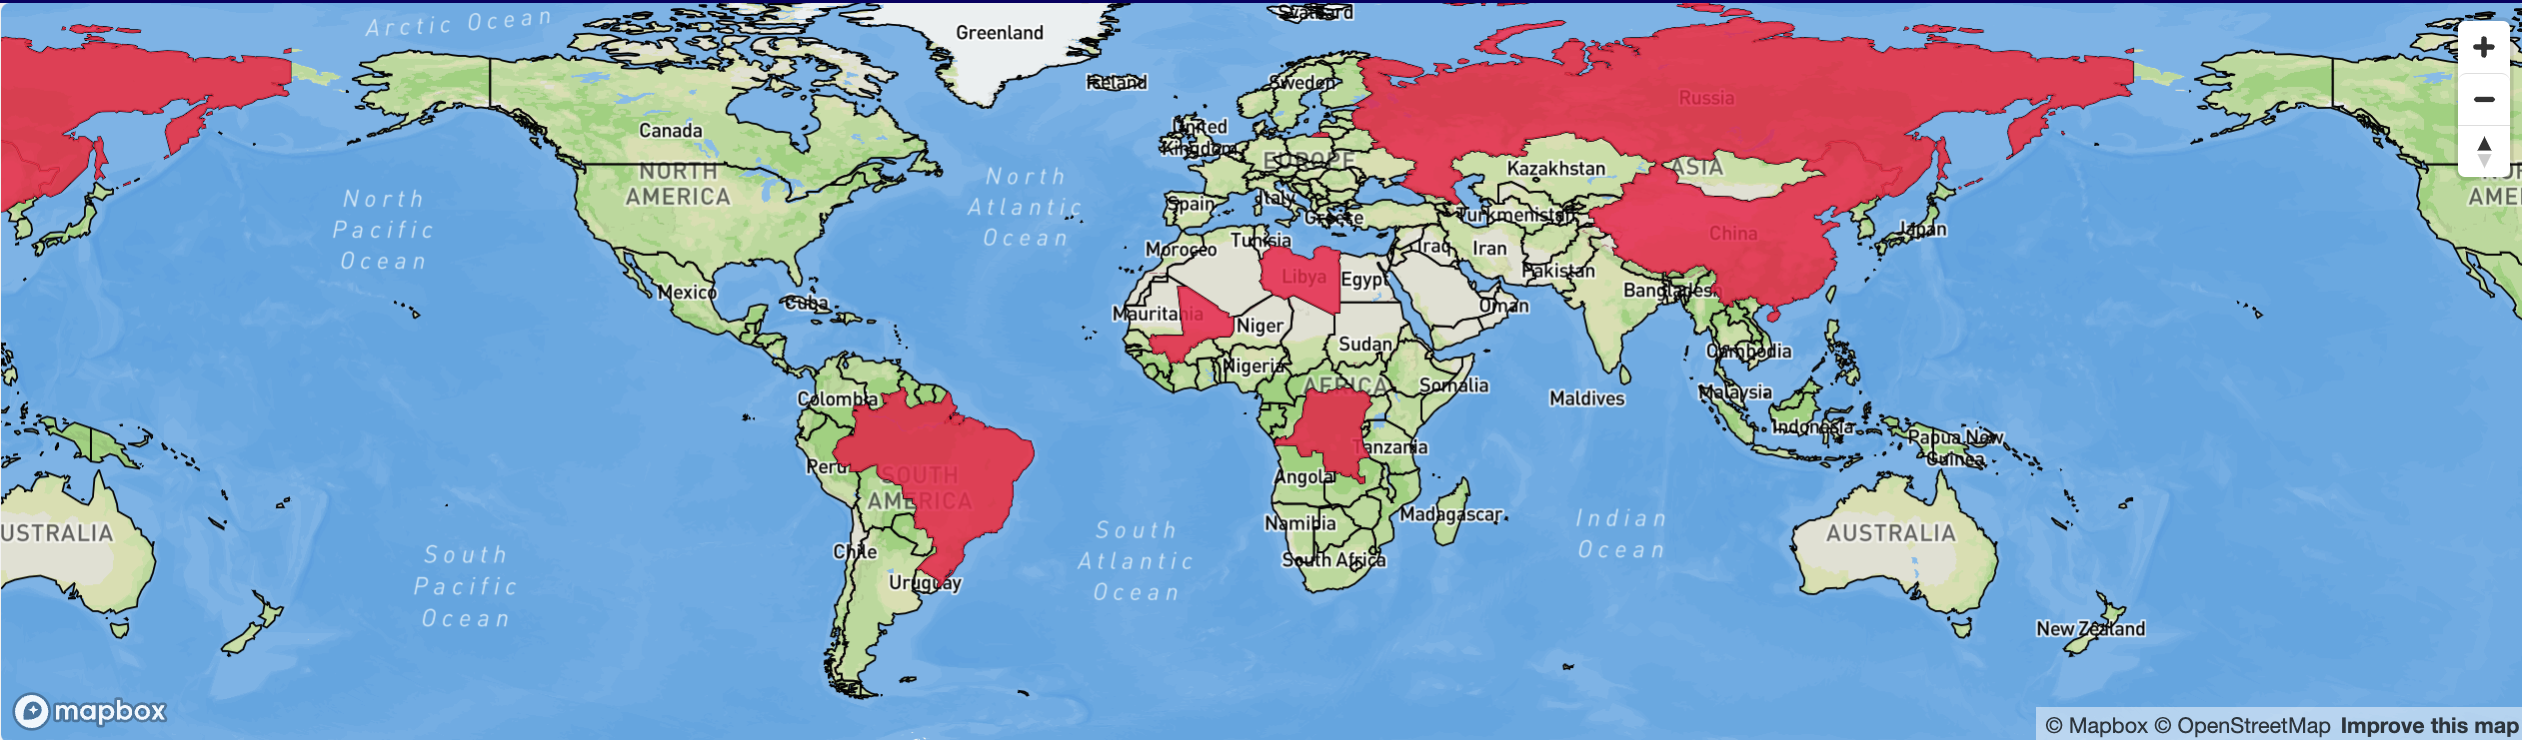 Arctic Ocean
Greenland
Svalbard
Iceland
Sweden
Russia
Canada
United
Kingdom
EUROPE
Kazakhstan
ASIA
NORTH
AMERICA
North
Pacific
Ocean
North
Atlantic
Ocean
Spain
Italy
Greece
Turkmenistan
China
Japan
AME
Morocco
Tunisia
Iraq
Iran
Libya
Egypt
Pakistan
Bangladesh
Mexico
Cuba
Mauritania
Niger
Oman
Sudan
Nigeria
Cambodia
AFRICA
Somalia
Maldives
Malaysia
Colombia
Indonesia
Papua New
Guinea
Tanzania
Peru
SOUTH
AMERICA
Angola
Namibia
Madagascar
Indian
Ocean
USTRALIA
AUSTRALIA
South
Pacific
Ocean
South
Atlantic
Ocean
Chile
South Africa
Uruguay
New Zealand
mapbox
© Mapbox © OpenStreetMap Improve this map